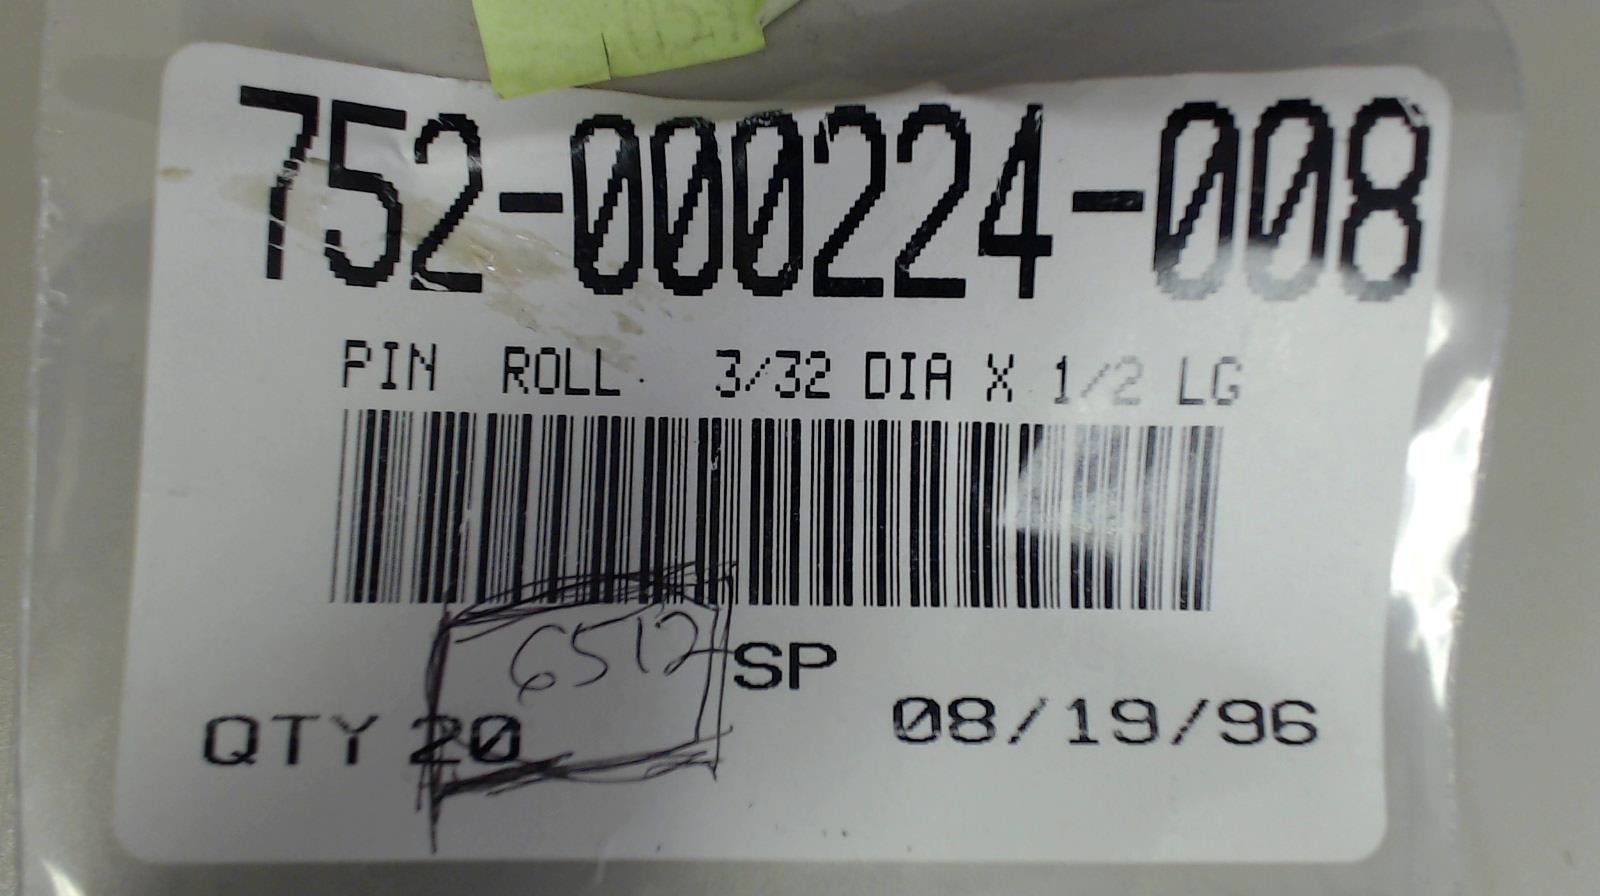 752-000224-008
PIN ROLL. 3/32 DIA X 1/2 LG
6512
SP
QTY 20
08/19/96